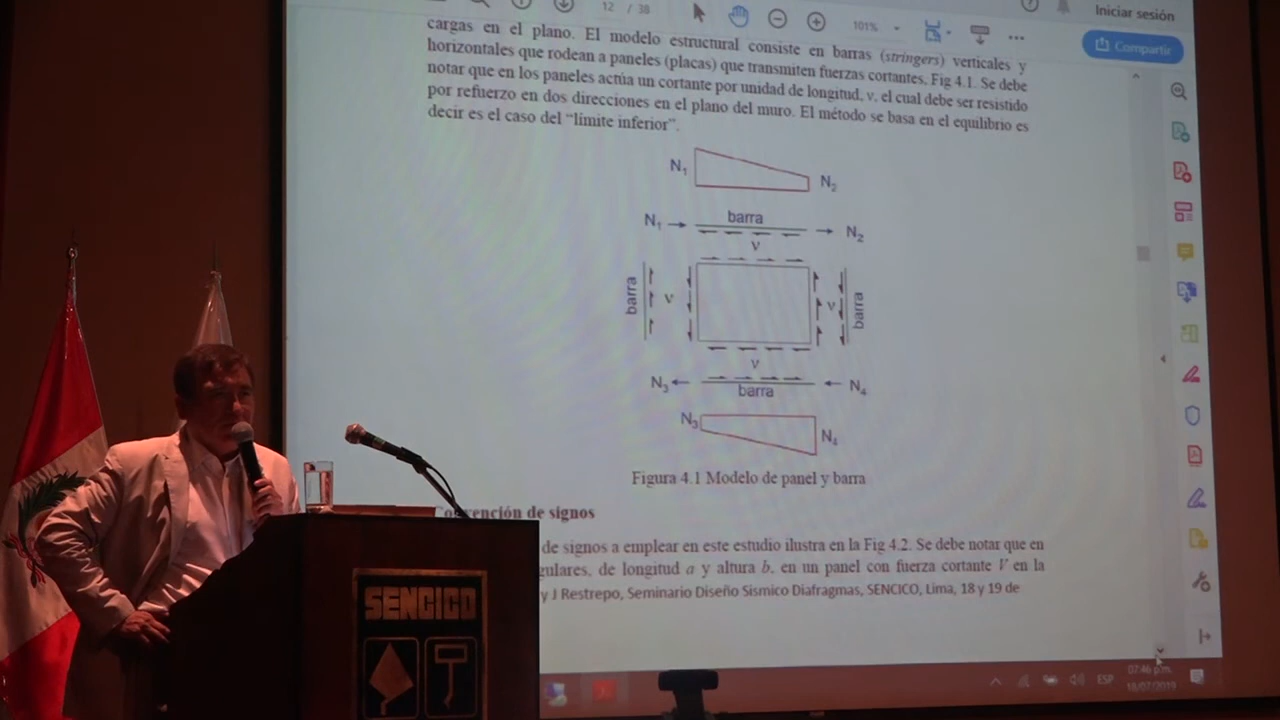 12 / 38
101%
Iniciar sesión
Compartir
cargas en el plano. El modelo estructural consiste en barras (stringers) verticales y
horizontales que rodean a paneles (placas) que transmiten fuerzas cortantes, Fig 4.1. Se debe
notar que en los paneles actúa un cortante por unidad de longitud, v, el cual debe ser resistido
por refuerzo en dos direcciones en el plano del muro. El método se basa en el equilibrio es
decir es el caso del “límite inferior”.
N1
N2
N1
barra
N2
v
barra
v
v
barra
v
N3
barra
N4
N3
N4
Figura 4.1 Modelo de panel y barra
Convención de signos
de signos a emplear en este estudio ilustra en la Fig 4.2. Se debe notar que en
gulares, de longitud a y altura b, en un panel con fuerza cortante V en la
y J Restrepo, Seminario Diseño Sismico Diafragmas, SENCICO, Lima, 18 y 19 de
SENCICO
ESP
07:46 p.m.
18/07/2019